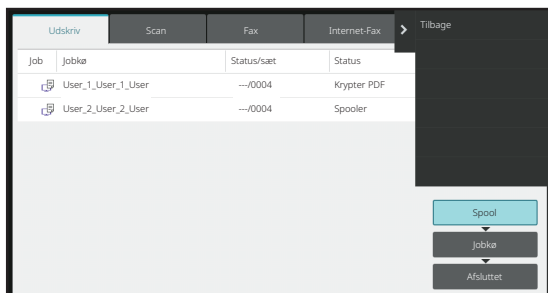 Udskriv Scan Fax Internet-Fax Tilbage
Job Jobkø Status/sæt Status
User_1_User_1_User ---/0004 Krypter PDF
User_2_User_2_User ---/0004 Spooler
Spool
Jobkø
Afsluttet